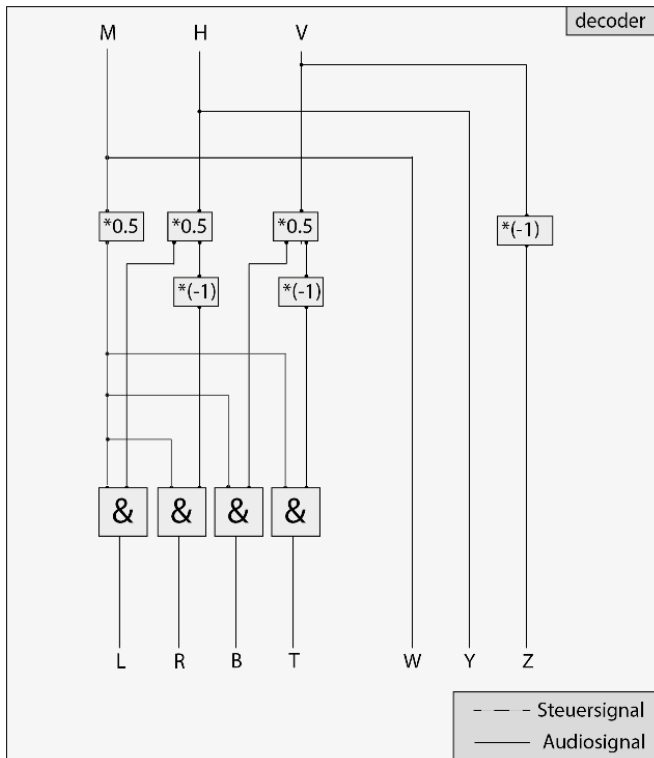 decoder
M H V
*0.5 *0.5 *0.5 *(-1)
*(-1) *(-1)
& & & &
L R B T W Y Z
Steuersignal
Audiosignal